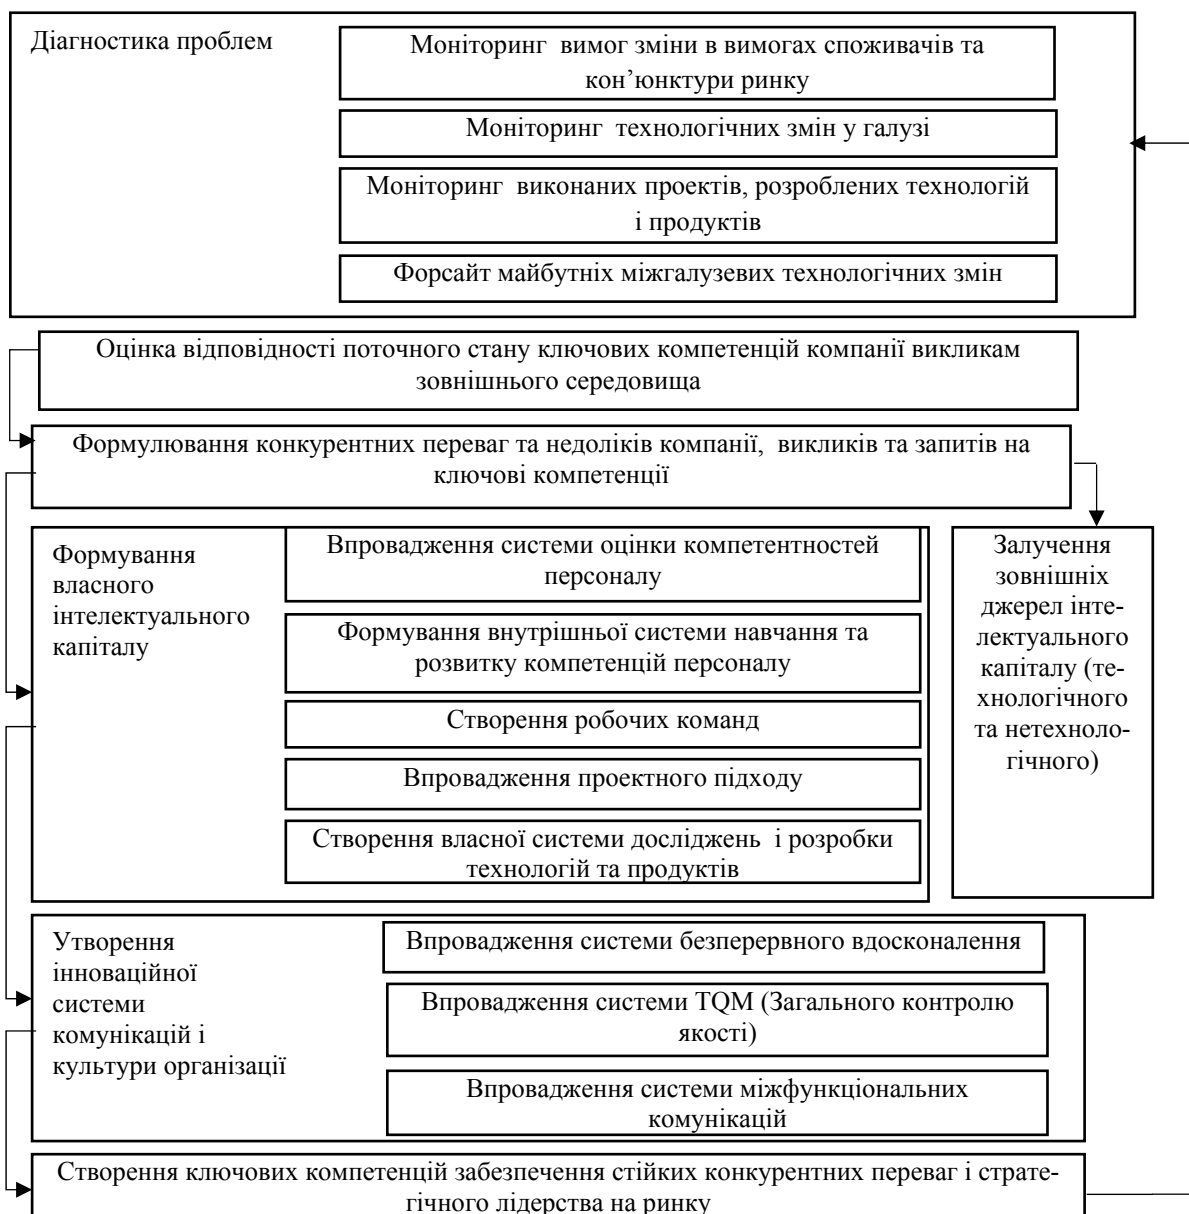 Діагностика проблем
Моніторинг вимог зміни в вимогах споживачів та
кон’юнктури ринку
Моніторинг технологічних змін у галузі
Моніторинг виконаних проектів, розроблених технологій
і продуктів
Форсайт майбутніх міжгалузевих технологічних змін
Оцінка відповідності поточного стану ключових компетенцій компанії викликам
зовнішнього середовища
Формулювання конкурентних переваг та недоліків компанії, викликів та запитів на
ключові компетенції
Формування
власного
інтелектуального
капіталу
Впровадження системи оцінки компетентностей
персоналу
Формування внутрішньої системи навчання та
розвитку компетенцій персоналу
Створення робочих команд
Впровадження проектного підходу
Створення власної системи досліджень і розробки
технологій та продуктів
Залучення
зовнішніх
джерел інте-
лектуального
капіталу (те-
хнологічного
та нетехноло-
гічного)
Утворення
інноваційної
системи
комунікацій і
культури організації
Впровадження системи безперервного вдосконалення
Впровадження системи TQM (Загального контролю
якості)
Впровадження системи міжфункціональних
комунікацій
Створення ключових компетенцій забезпечення стійких конкурентних переваг і страте-
гічного лідерства на ринку